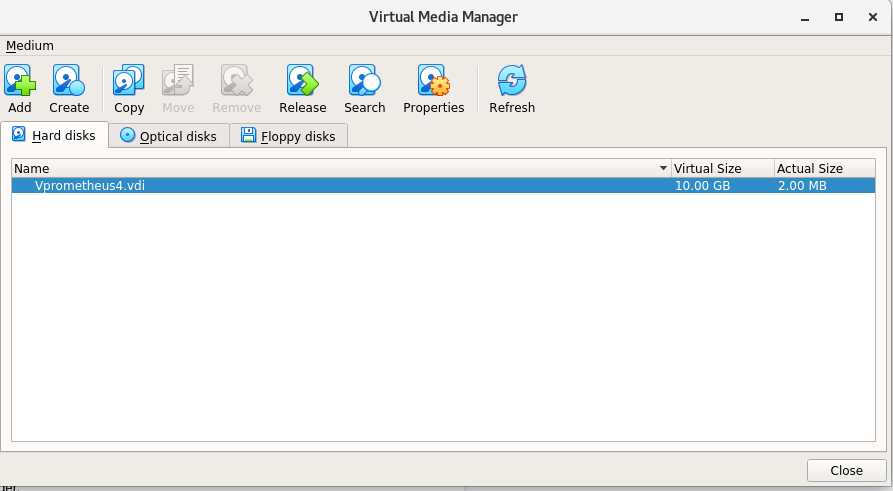 Virtual Media Manager
Medium
Add Create Copy Move Remove Release Search Properties Refresh
Hard disks Optical disks Floppy disks
Name Virtual Size Actual Size
Vprometheus4.vdi 10.00 GB 2.00 MB
Close